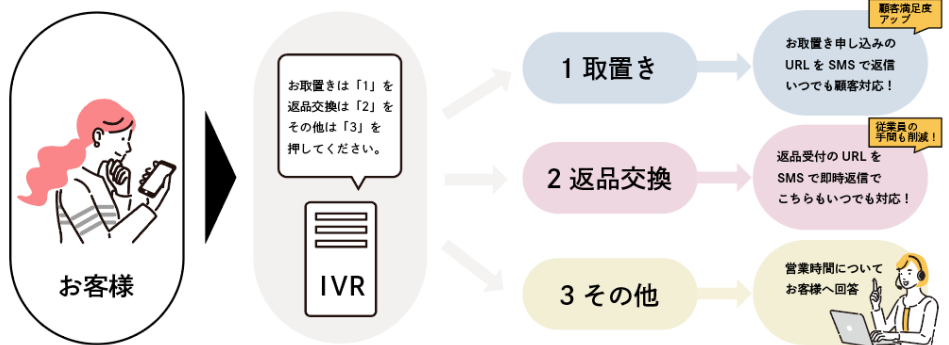 お客様
お取置きは「1」を
返品交換は「2」を
その他は「3」を
押してください。
IVR
1 取置き
顧客満足度
アップ
お取置き申し込みの
URL を SMS で返信
いつでも顧客対応！
2 返品交換
従業員の
手間も削減！
返品受付の URL を
SMS で即時返信で
こちらもいつでも対応！
3 その他
営業時間について
お客様へ回答